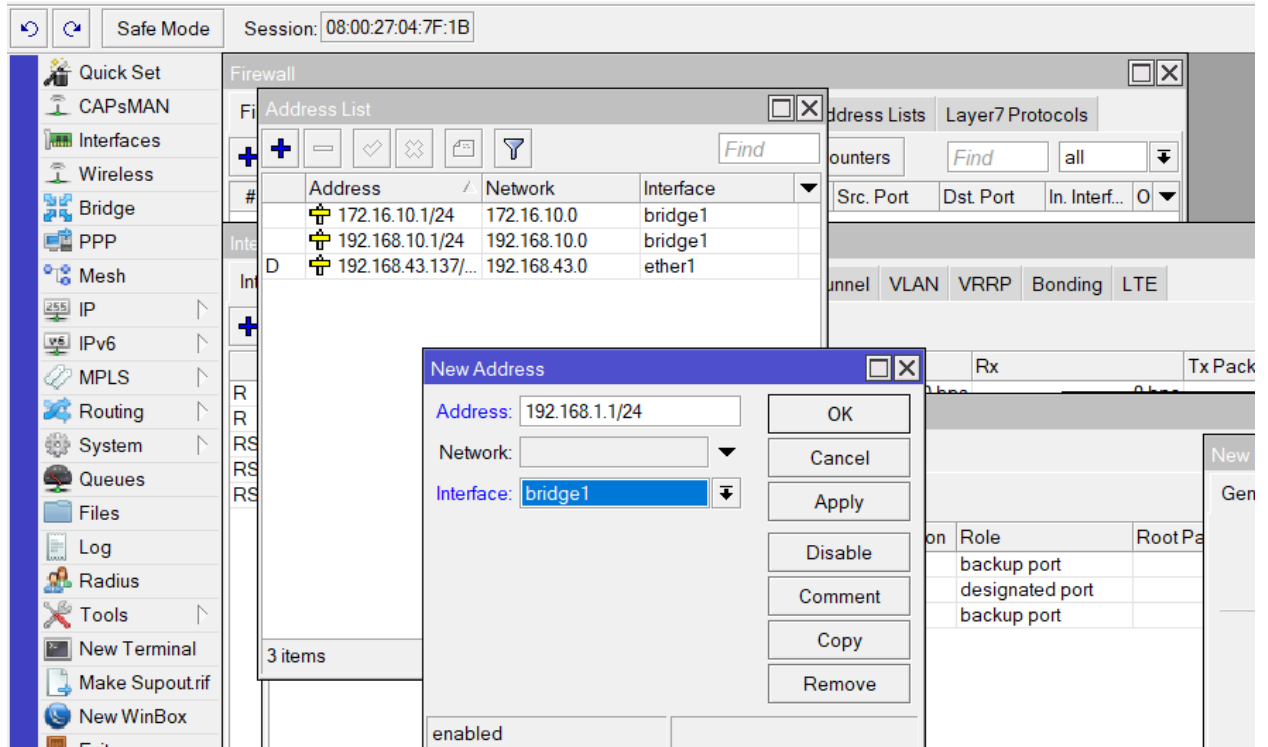 Safe Mode Session: 08:00:27:04:7F:1B
Quick Set
CAPsMAN
Interfaces
Wireless
Bridge
PPP
Mesh
IP
IPv6
MPLS
Routing
System
Queues
Files
Log
Radius
Tools
New Terminal
Make Supout.rif
New WinBox
Firewall
Address Lists Layer7 Protocols
Find all
# Src. Port Dst. Port In. Interf... O
Address List
Find
Address Network Interface
172.16.10.1/24 172.16.10.0 bridge1
192.168.10.1/24 192.168.10.0 bridge1
D 192.168.43.137/... 192.168.43.0 ether1
3 items
VLAN VRRP Bonding LTE
Rx Tx Pack
R
R
RS
RS
RS
New Address
Address: 192.168.1.1/24
Network:
Interface: bridge1
OK
Cancel
Apply
Disable
Comment
Copy
Remove
enabled
Role Root Pa
backup port
designated port
backup port
New
Gen